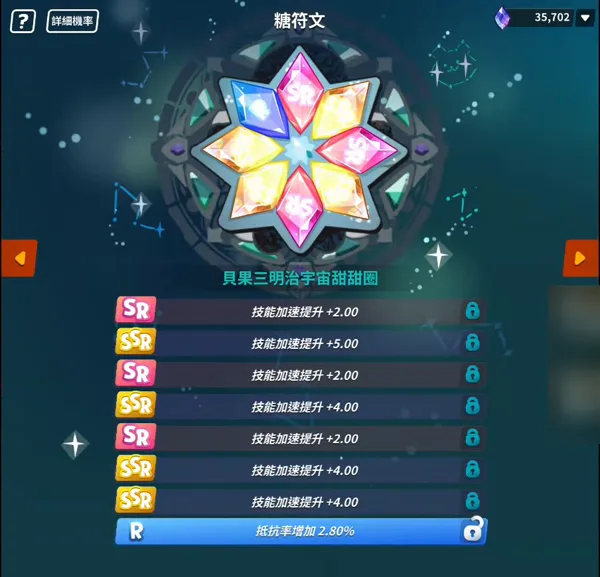 ?
詳細機率
糖符文
35,702
SR
SR
SR
貝果三明治宇宙甜甜圈
SR 技能加速提升 +2.00
SSR 技能加速提升 +5.00
SR 技能加速提升 +2.00
SSR 技能加速提升 +4.00
SR 技能加速提升 +2.00
SSR 技能加速提升 +4.00
SSR 技能加速提升 +4.00
R 抵抗率增加 2.80%